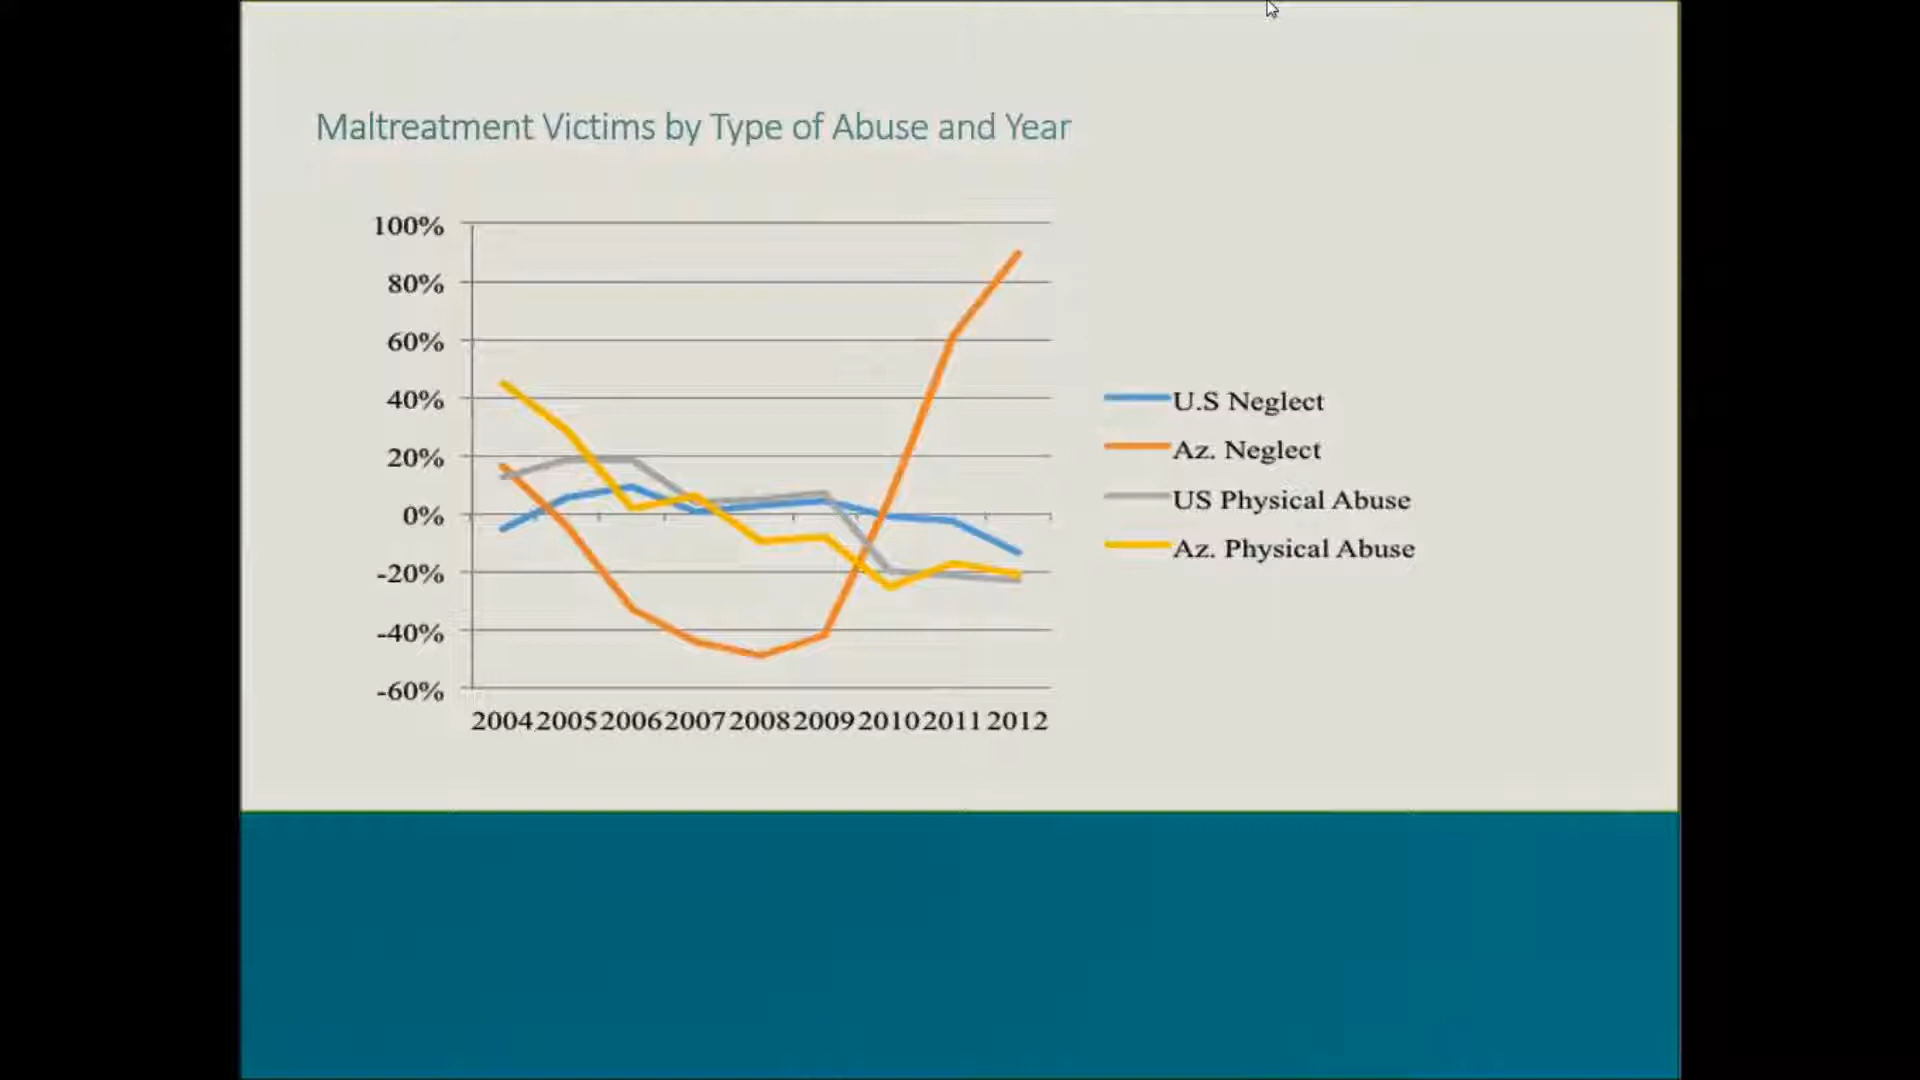 Maltreatment Victims by Type of Abuse and Year
100%
80%
60%
40%
20%
0%
-20%
-40%
-60%
2004 2005 2006 2007 2008 2009 2010 2011 2012
U.S Neglect
Az. Neglect
US Physical Abuse
Az. Physical Abuse